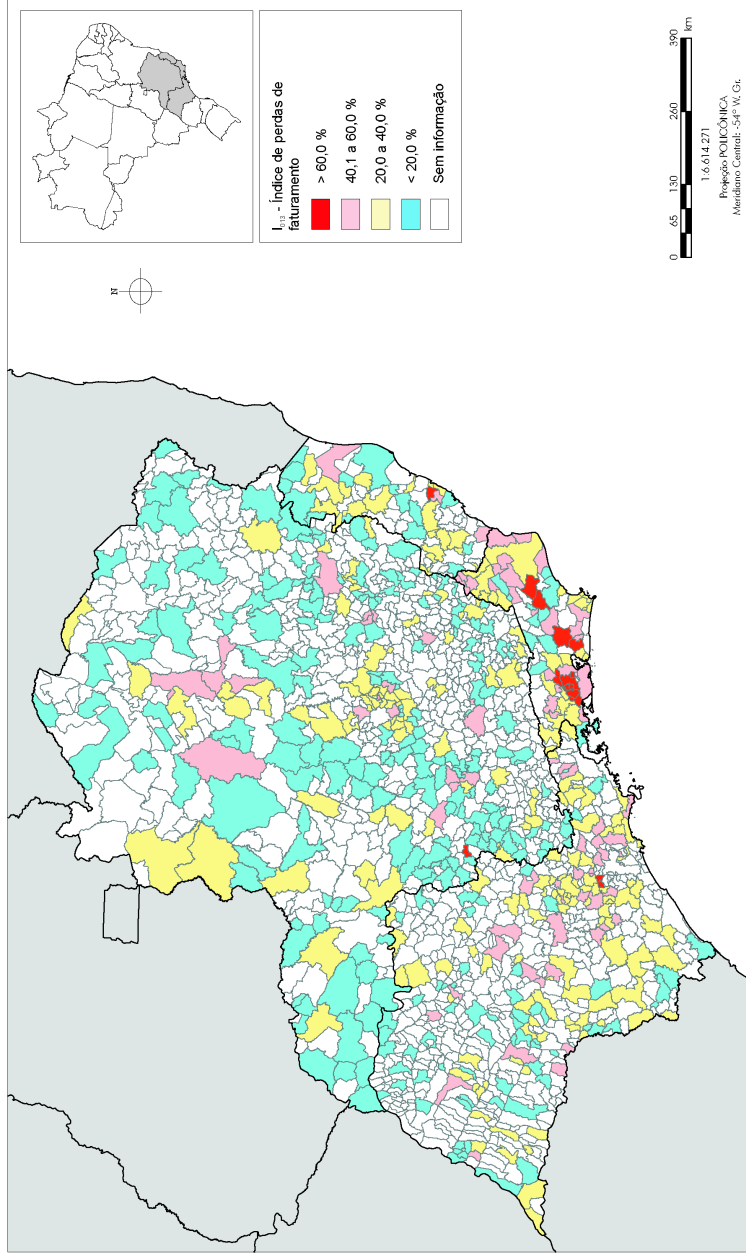 N
I013 - Índice de perdas de
faturamento
> 60,0 %
40,1 a 60,0 %
20,0 a 40,0 %
< 20,0 %
Sem informação
0 65 130 260 390
km
1:6.614.271
Projeção POLICÔNICA
Meridiano Central: -54º W. Gr.